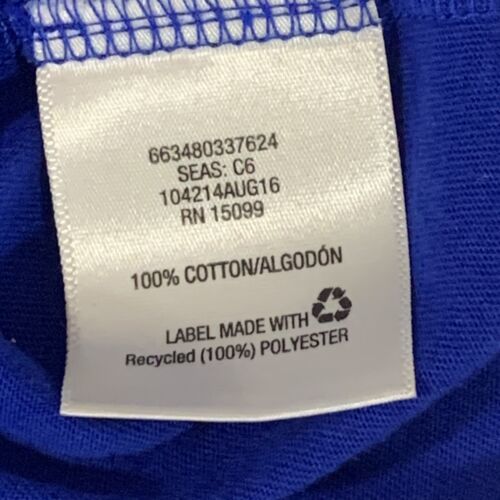 663480337624
SEAS: C6
104214AUG16
RN 15099
100% COTTON/ALGODÓN
LABEL MADE WITH
Recycled (100%) POLYESTER